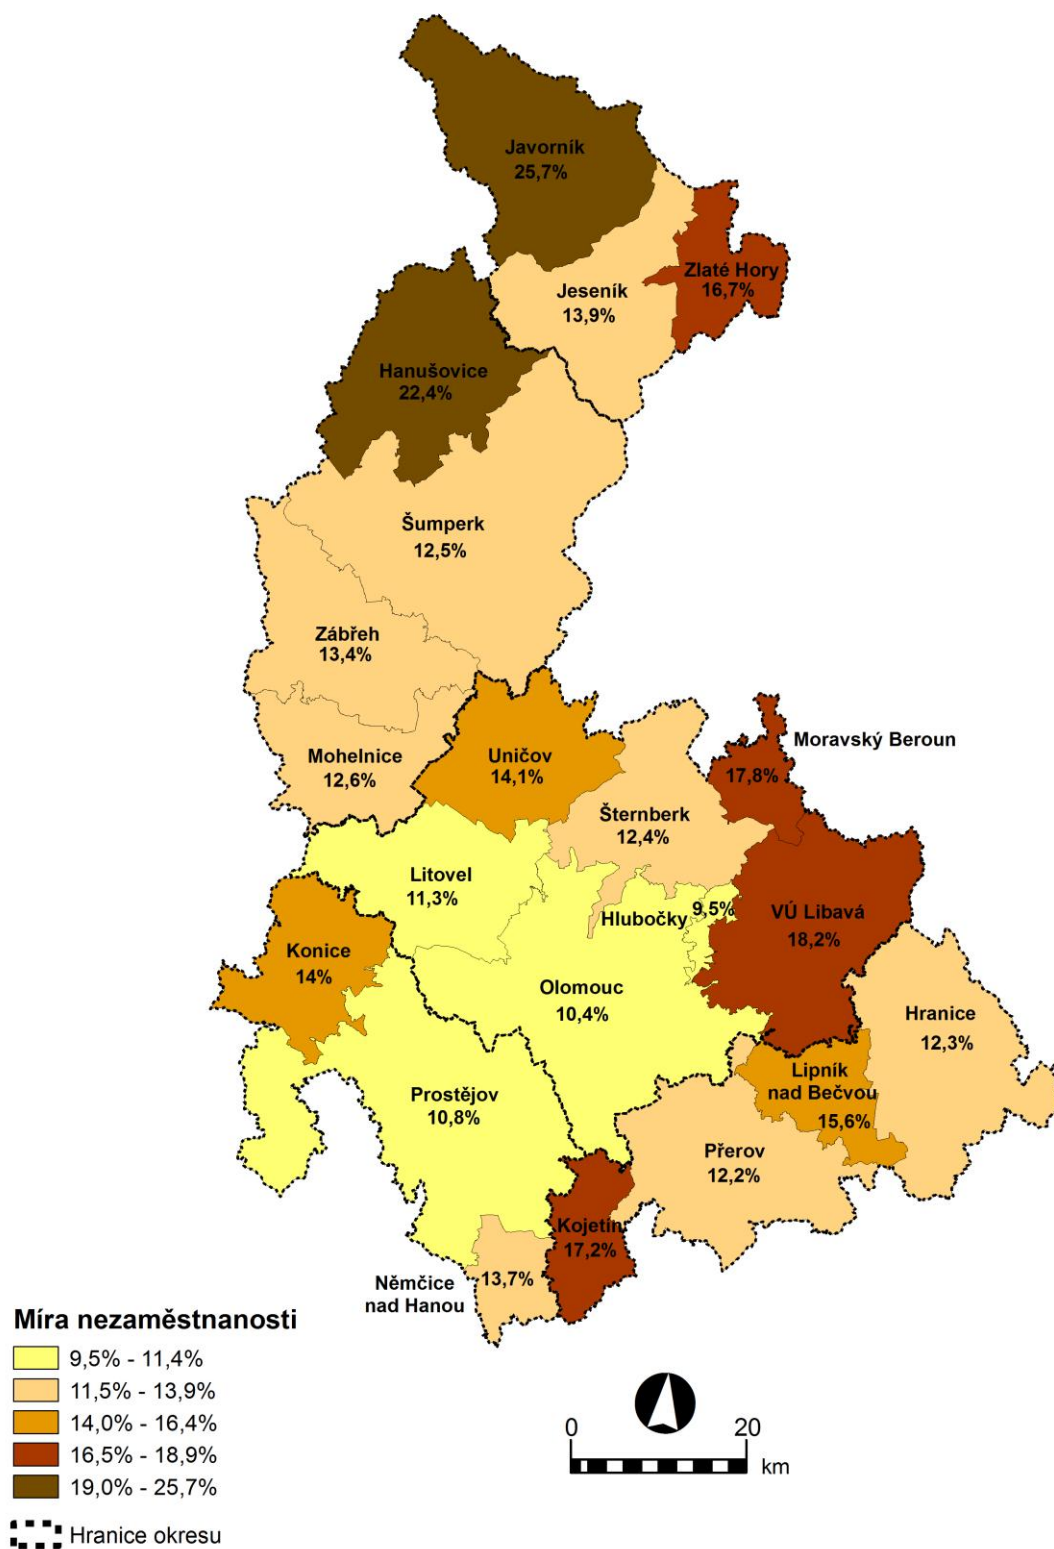 Javorník
25,7%
Zlaté Hory
16,7%
Jeseník
13,9%
Hanušovice
22,4%
Šumperk
12,5%
Zábřeh
13,4%
Mohelnice
12,6%
Uničov
14,1%
Moravský Beroun
17,8%
Šternberk
12,4%
Litovel
11,3%
Hlubočky
9,5%
VÚ Libavá
18,2%
Konice
14%
Olomouc
10,4%
Hranice
12,3%
Lipník
nad Bečvou
15,6%
Prostějov
10,8%
Přerov
12,2%
Kojetín
17,2%
Němčice
nad Hanou
13,7%
Míra nezaměstnanosti
9,5% - 11,4%
11,5% - 13,9%
14,0% - 16,4%
16,5% - 18,9%
19,0% - 25,7%
Hranice okresu
0 20
km